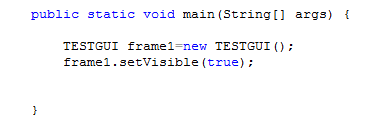 public static void main(String[] args) {
TESTGUI frame1=new TESTGUI();
frame1.setVisible(true);
}